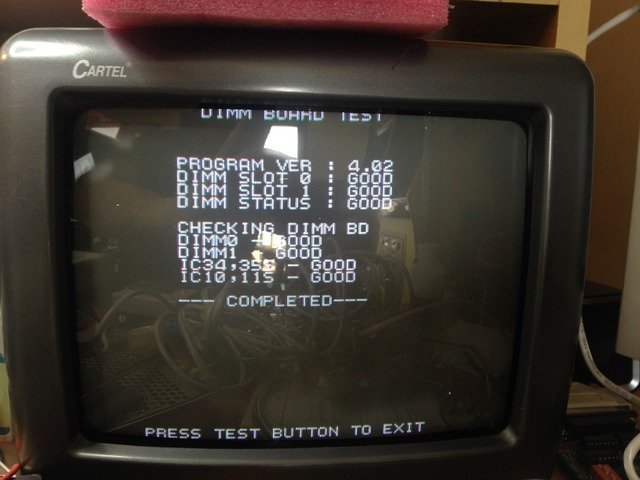 CARTEL®
DIMM BOARD TEST
PROGRAM VER : 4.02
DIMM SLOT 0 : GOOD
DIMM SLOT 1 : GOOD
DIMM STATUS : GOOD
CHECKING DIMM BD
DIMM0 - GOOD
DIMM1 - GOOD
IC34,35S - GOOD
IC10,11S - GOOD
--- COMPLETED---
PRESS TEST BUTTON TO EXIT